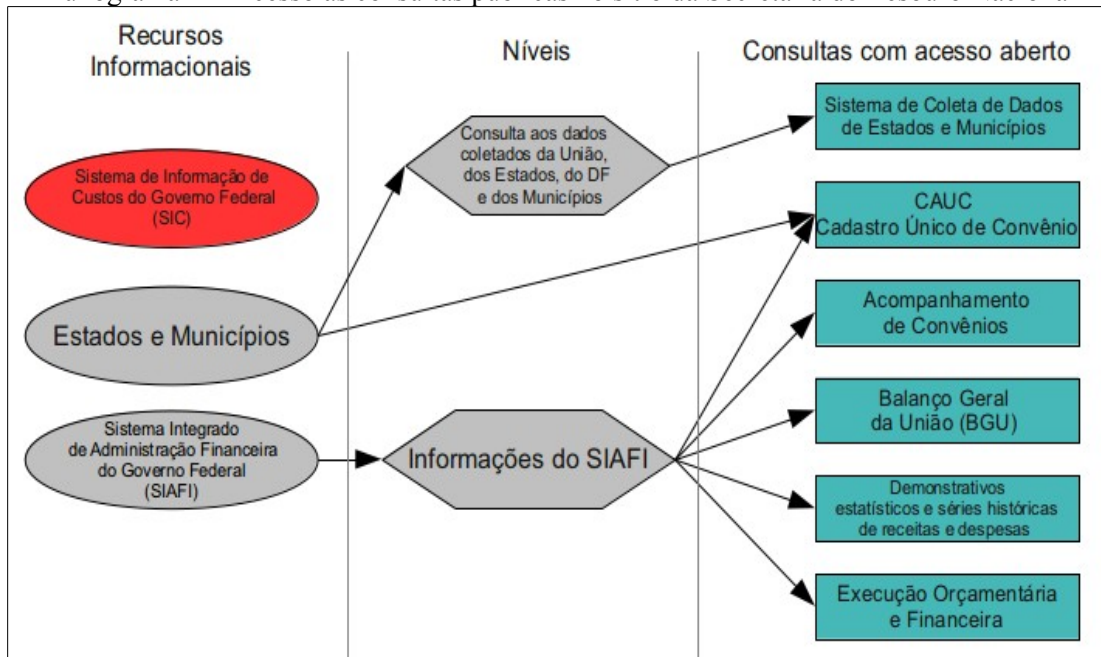 Recursos
Informacionais
Níveis
Consultas com acesso aberto
Sistema de Informação de
Custos do Governo Federal
(SIC)
Estados e Municípios
Sistema Integrado
de Administração Financeira
do Governo Federal
(SIAFI)
Consulta aos dados
coletados da União,
dos Estados, do DF
e dos Municípios
Informações do SIAFI
Sistema de Coleta de Dados
de Estados e Municípios
CAUC
Cadastro Único de Convênio
Acompanhamento
de Convênios
Balanço Geral
da União (BGU)
Demonstrativos
estatísticos e séries históricas
de receitas e despesas
Execução Orçamentária
e Financeira